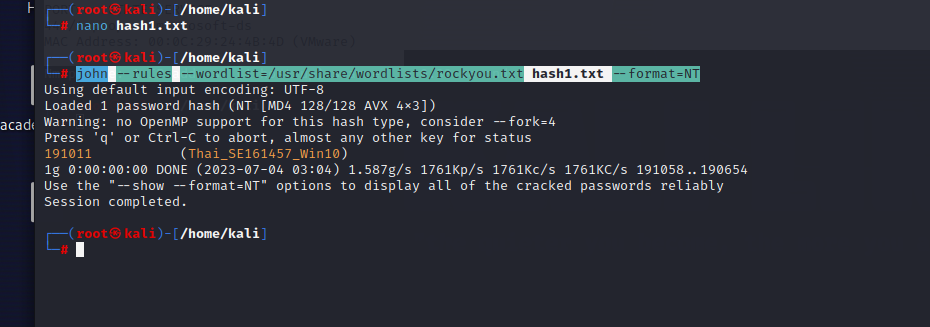 H
┌──(root㉿kali)-[/home/kali]
└─# nano hash1.txt
┌──(root㉿kali)-[/home/kali]
└─# john --rules --wordlist=/usr/share/wordlists/rockyou.txt hash1.txt --format=NT
Using default input encoding: UTF-8
Loaded 1 password hash (NT [MD4 128/128 AVX 4×3])
Warning: no OpenMP support for this hash type, consider --fork=4
Press 'q' or Ctrl-C to abort, almost any other key for status
acade
191011 (Thai_SE161457_Win10)
1g 0:00:00:00 DONE (2023-07-04 03:04) 1.587g/s 1761Kp/s 1761Kc/s 1761KC/s 191058..190654
Use the "--show --format=NT" options to display all of the cracked passwords reliably
Session completed.
┌──(root㉿kali)-[/home/kali]
└─#